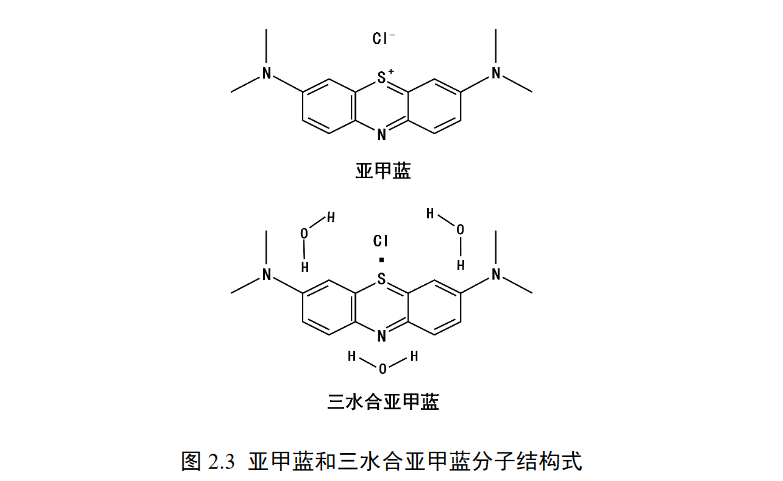 Cl⁻
N S⁺ N
N
亚甲蓝
H H
O Cl O
H H
N S N
N
H O H
三水合亚甲蓝
图 2.3 亚甲蓝和三水合亚甲蓝分子结构式